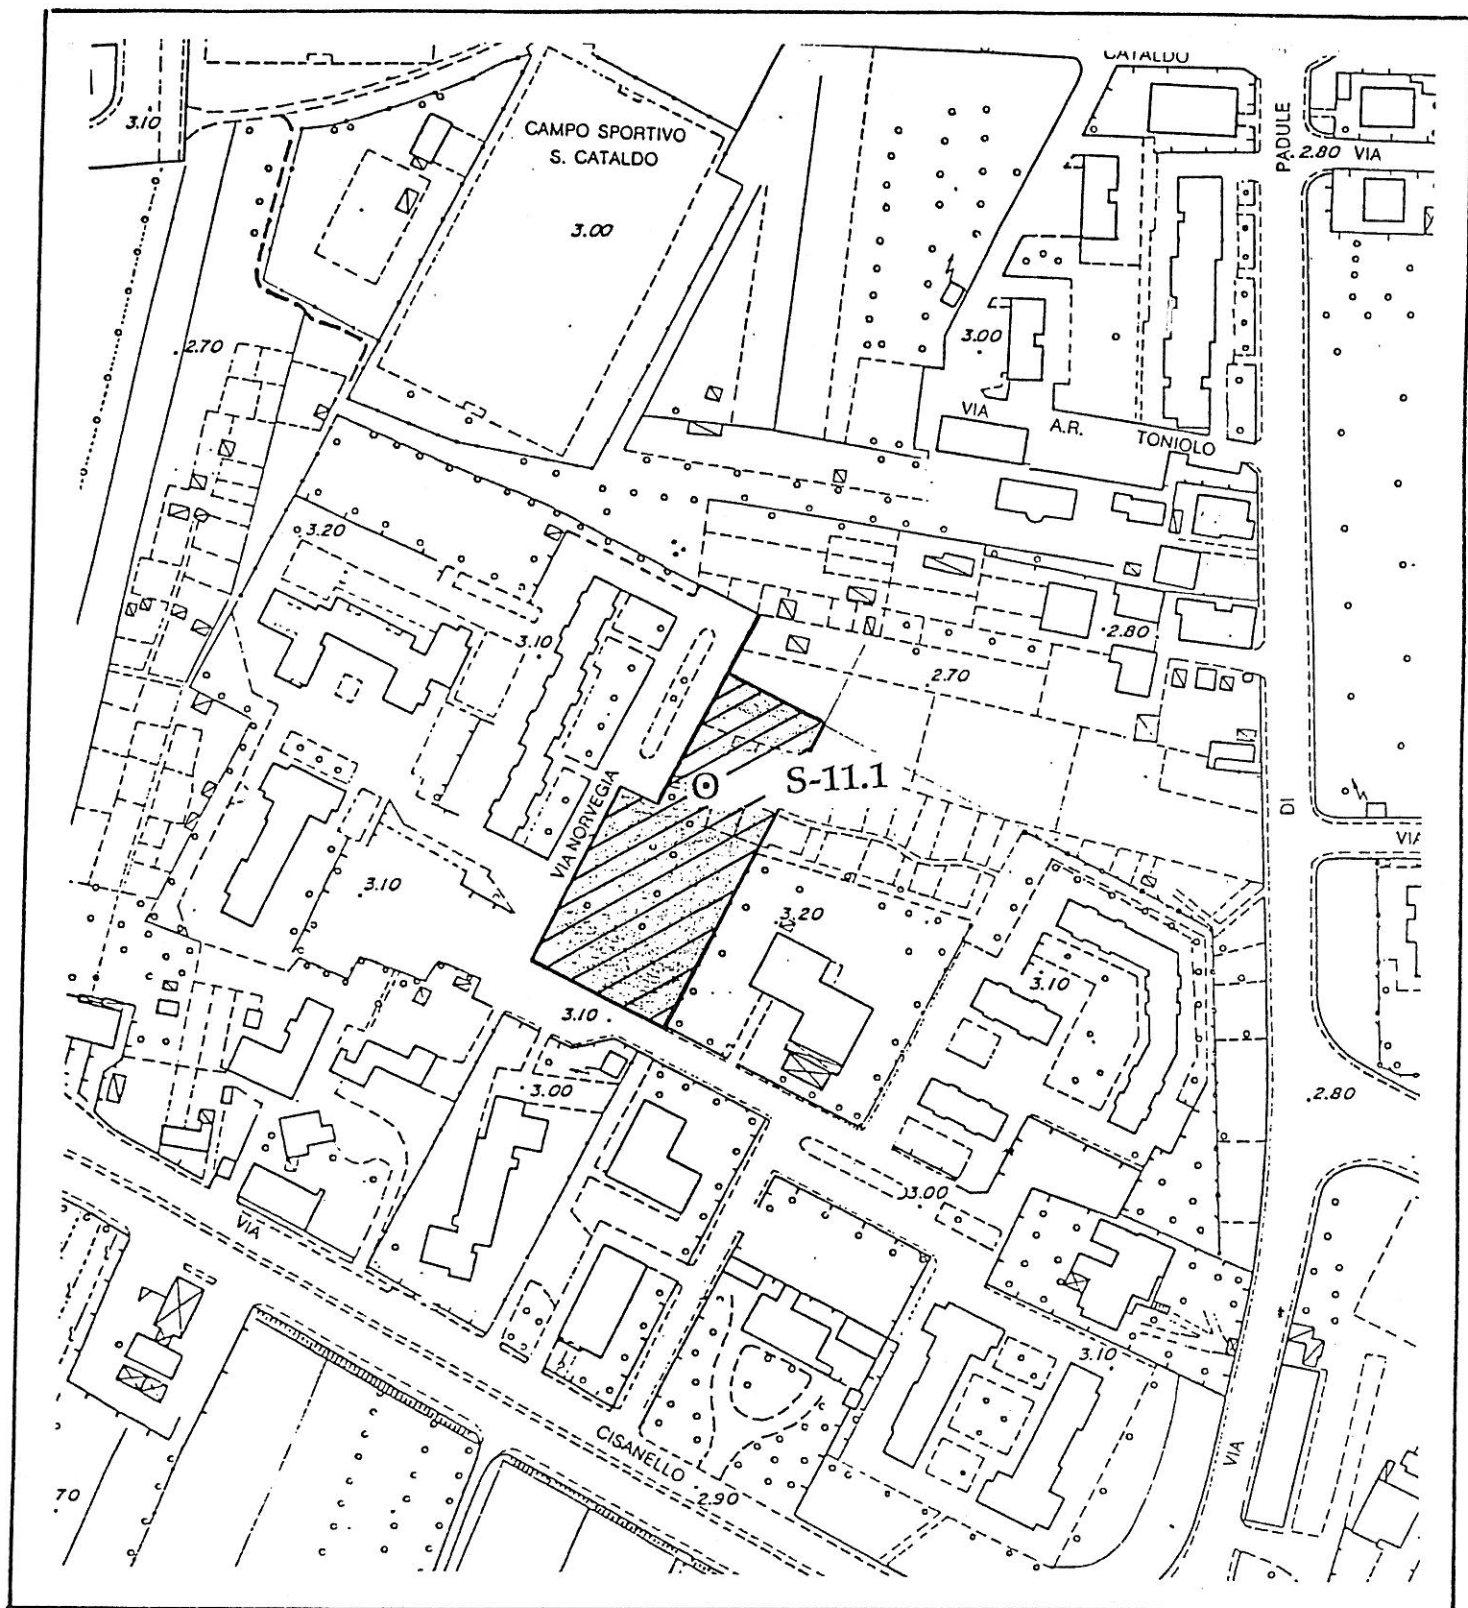 CATALDO
3.10
CAMPO SPORTIVO
S. CATALDO
PADULE
2.80 VIA
3.00
2.70
3.00
VIA
A.R.
TONIOLO
3.20
3.10
2.80
2.70
S-11.1
VIA NORVEGIA
DI
VIA
3.10
3.20
3.10
3.10
3.00
2.80
3.00
VIA
3.10
CISANELLO
VIA
2.90
70